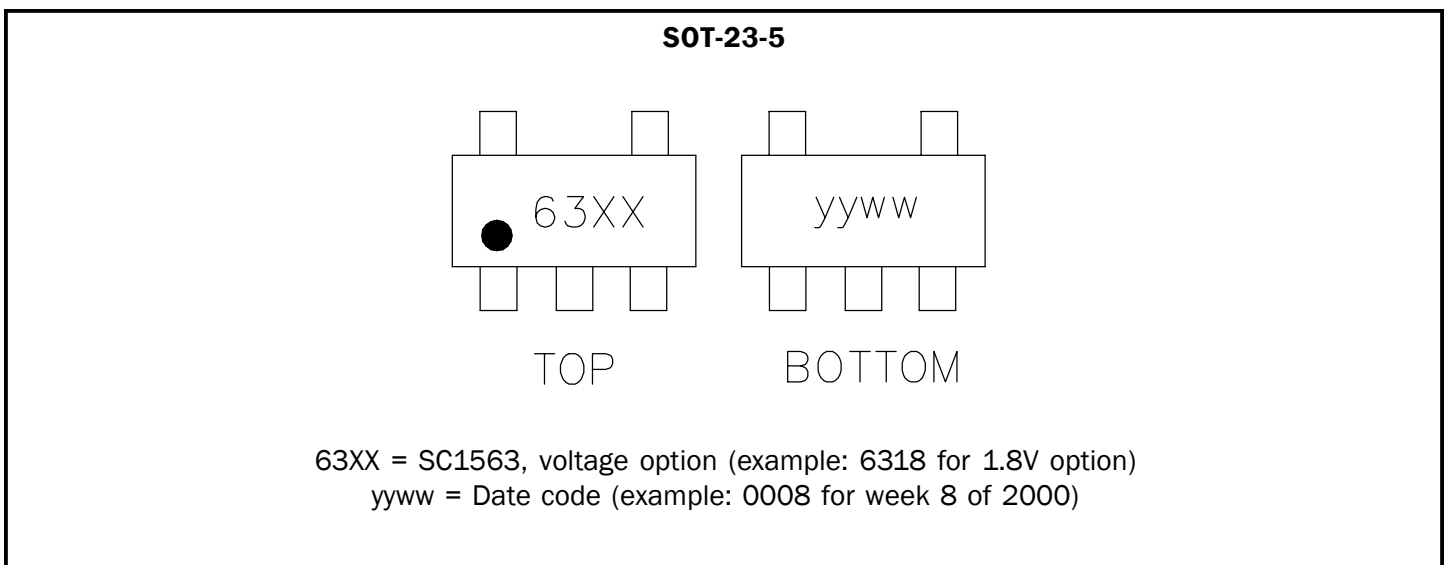 SOT-23-5
63XX
yyww
TOP
BOTTOM
63XX = SC1563, voltage option (example: 6318 for 1.8V option)
yyww = Date code (example: 0008 for week 8 of 2000)